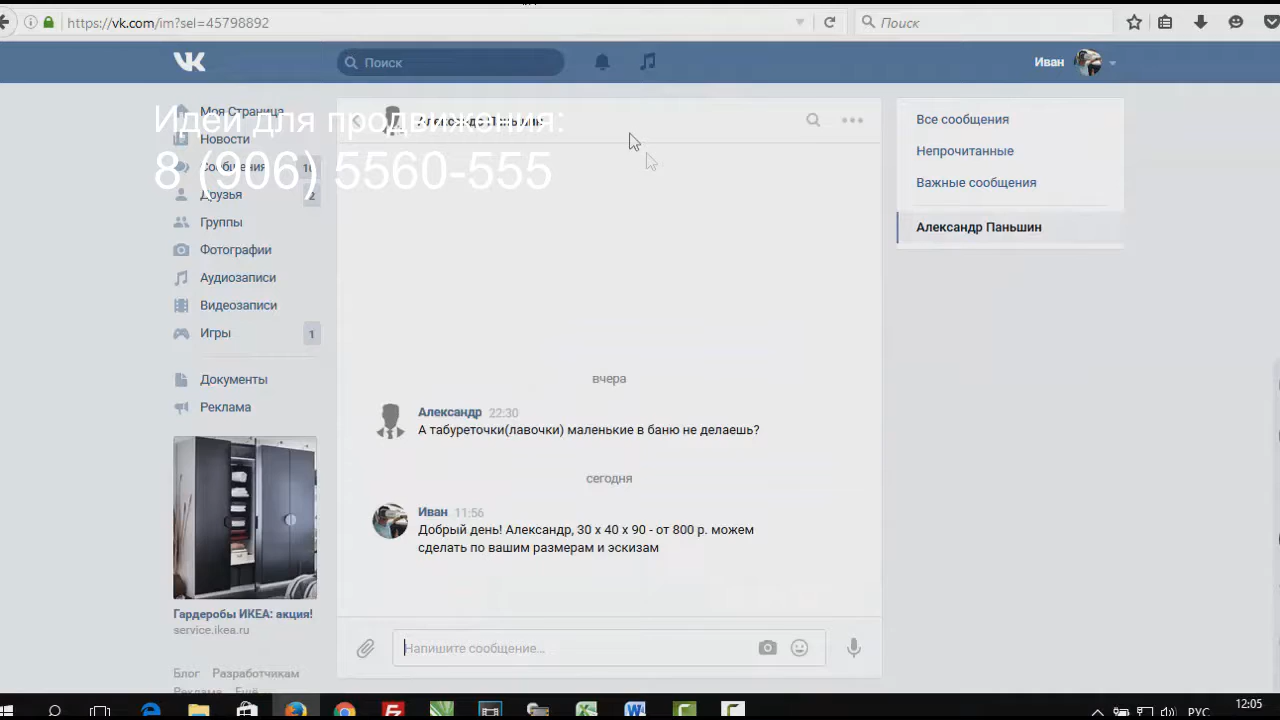 https://vk.com/im?sel=45798892
Поиск
Поиск
Иван
Идеи для продвижения:
8 (906) 5560-555
Моя Страница
Новости
Сообщения
Друзья
2
Группы
Фотографии
Аудиозаписи
Видеозаписи
Игры
1
Документы
Реклама
Гардеробы ИКЕА: акция!
service.ikea.ru
Блог Разработчикам
Реклама Ещё
Александр Паньшин
вчера
Александр 22:30
А табуреточки(лавочки) маленькие в баню не делаешь?
сегодня
Иван 11:56
Добрый день! Александр, 30 х 40 х 90 - от 800 р. можем
сделать по вашим размерам и эскизам
Напишите сообщение...
Все сообщения
Непрочитанные
Важные сообщения
Александр Паньшин
РУС
12:05